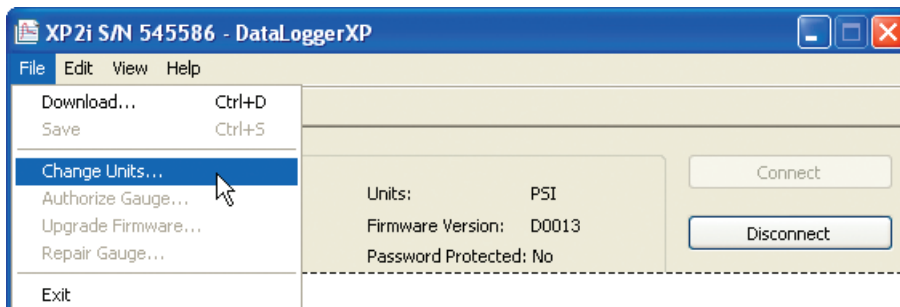 XP2i S/N 545586 - DataLoggerXP
File Edit View Help
Download... Ctrl+D
Save Ctrl+S
Change Units...
Authorize Gauge...
Upgrade Firmware...
Repair Gauge...
Exit
Units: PSI
Firmware Version: D0013
Password Protected: No
Connect
Disconnect